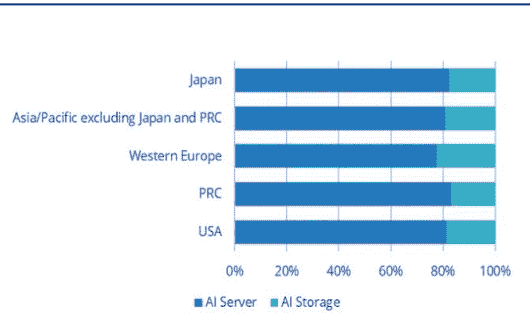 Japan
Asia/Pacific excluding Japan and PRC
Western Europe
PRC
USA
0% 20% 40% 60% 80% 100%
AI Server AI Storage